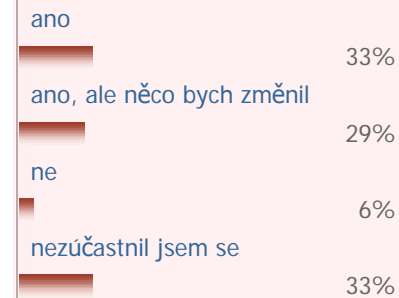 ano
33%
ano, ale něco bych změnil
29%
ne
6%
nezúčastnil jsem se
33%